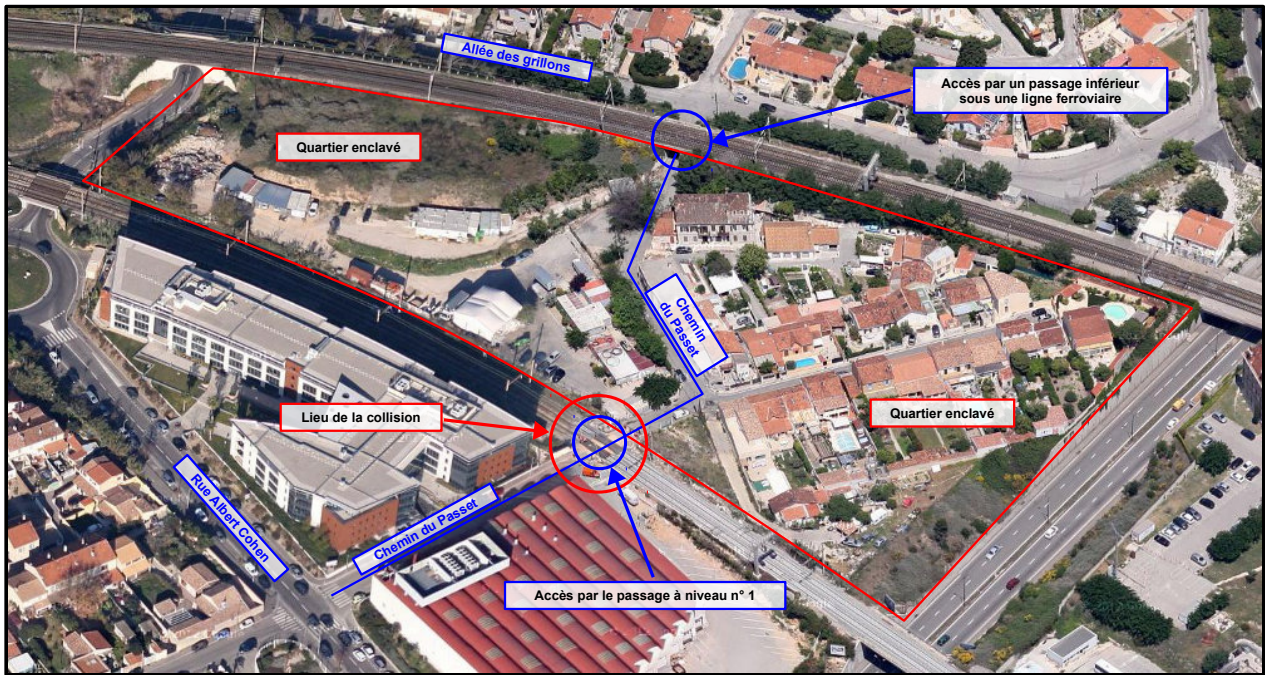 Allée des grillons
Accès par un passage inférieur
sous une ligne ferroviaire
Quartier enclavé
Chemin
du Passet
Lieu de la collision
Quartier enclavé
Rue Albert Cohen
Chemin du Passet
Accès par le passage à niveau n° 1